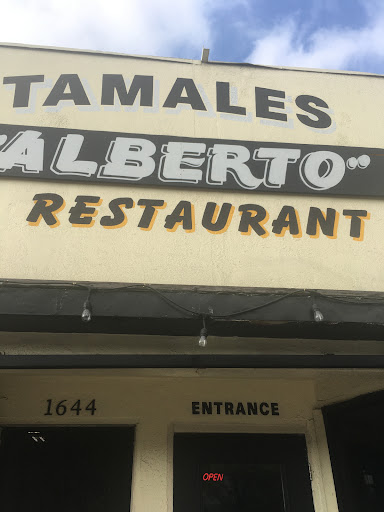 TAMALES
"ALBERTO"
RESTAURANT
1644
ENTRANCE
OPEN